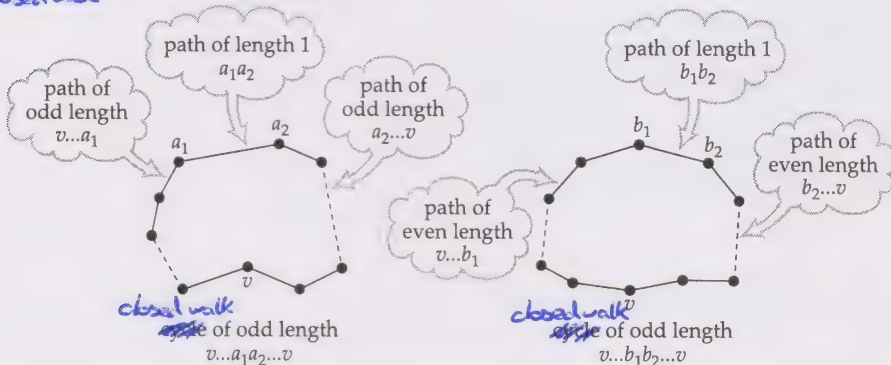 path of length 1
a₁a₂
path of
odd length
v...a₁
path of
odd length
a₂...v
a₁
a₂
v
closed walk
cycle of odd length
v...a₁a₂...v
path of length 1
b₁b₂
path of
even length
v...b₁
path of
even length
b₂...v
b₁
b₂
v
closed walk
cycle of odd length
v...b₁b₂...v